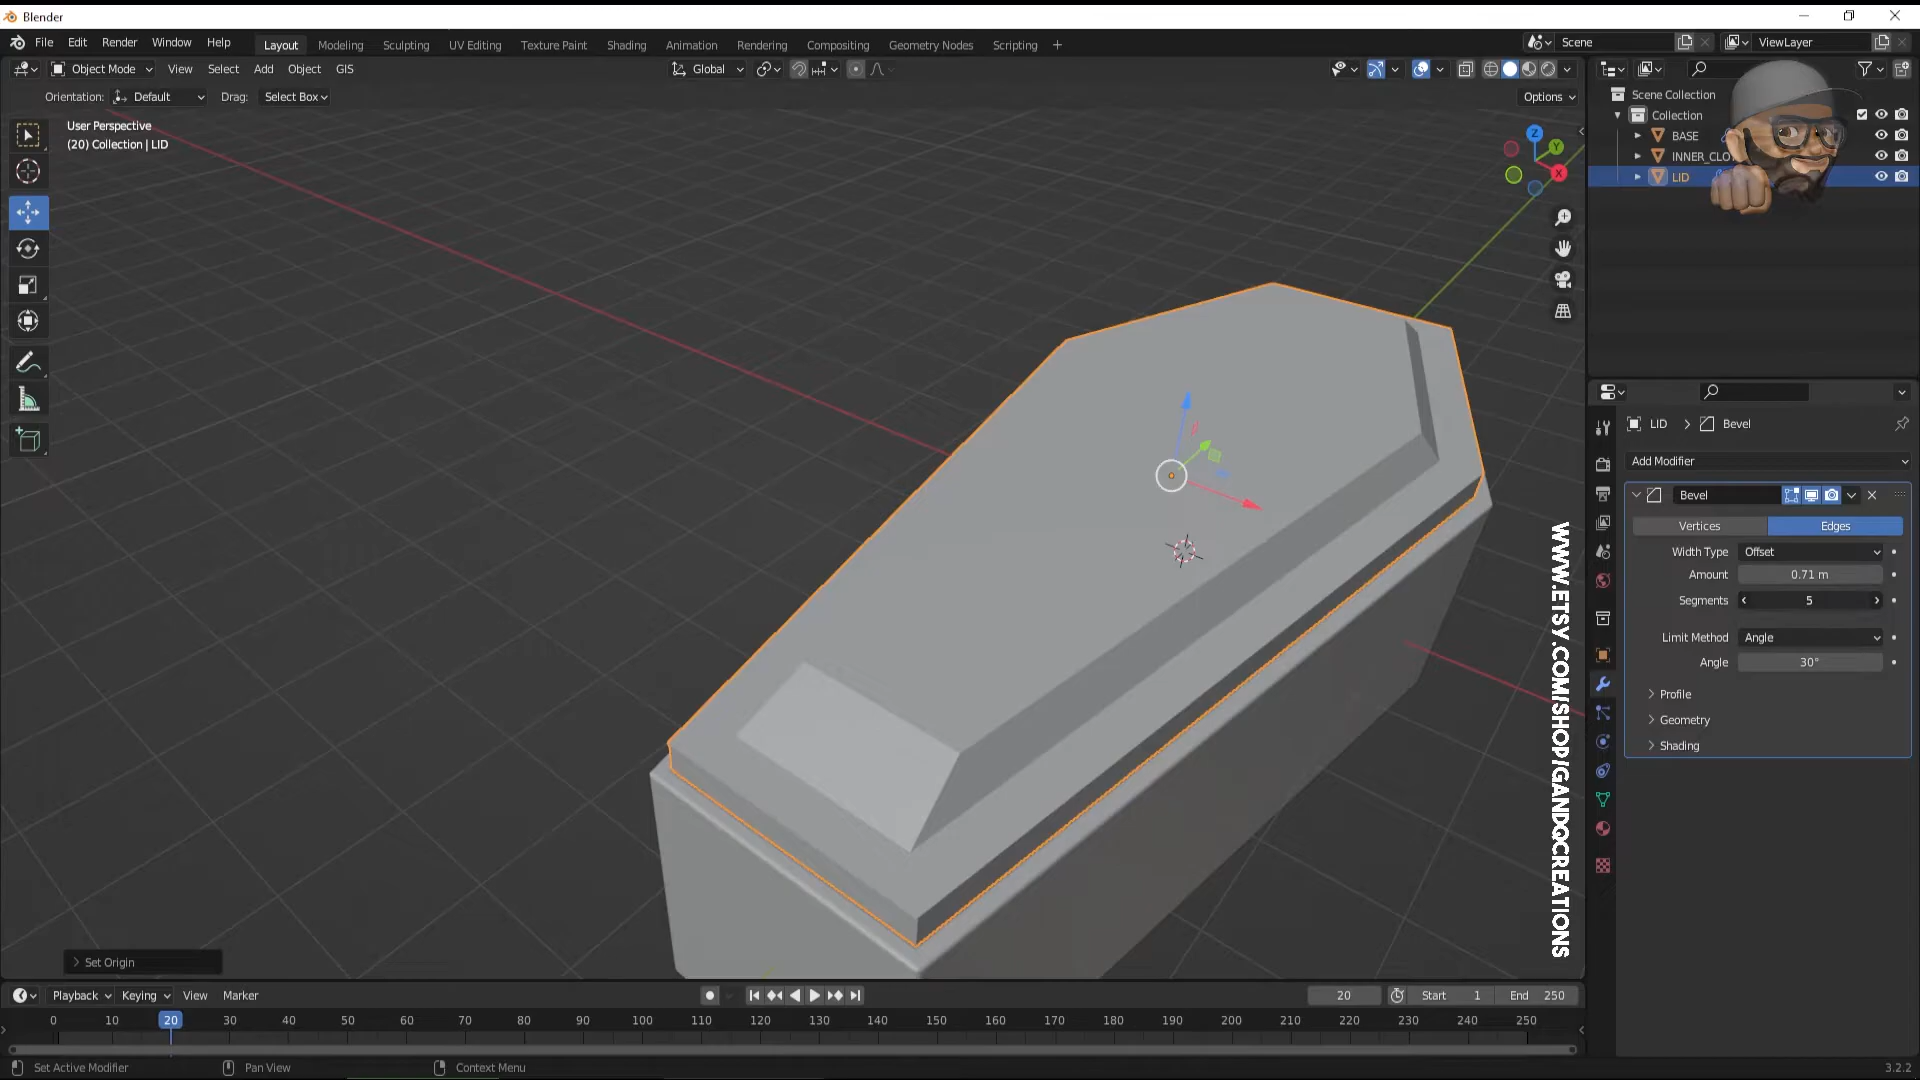 Blender
File Edit Render Window Help
Layout Modeling Sculpting UV Editing Texture Paint Shading Animation Rendering Compositing Geometry Nodes Scripting +
Scene
ViewLayer
Object Mode View Select Add Object GIS
Global
Orientation: Default Drag: Select Box
Options
User Perspective
(20) Collection | LID
Z
Y
X
Scene Collection
Collection
BASE
INNER_CLO
LID
LID > Bevel
Add Modifier
Bevel
Vertices Edges
Width Type Offset
Amount 0.71 m
Segments 5
Limit Method Angle
Angle 30°
Profile
Geometry
Shading
WWW.ETSY.COM/SHOP/GANDQCREATIONS
Set Origin
Playback Keying View Marker
20
Start 1 End 250
0 10 20 30 40 50 60 70 80 90 100 110 120 130 140 150 160 170 180 190 200 210 220 230 240 250
Set Active Modifier Pan View Context Menu
3.2.2